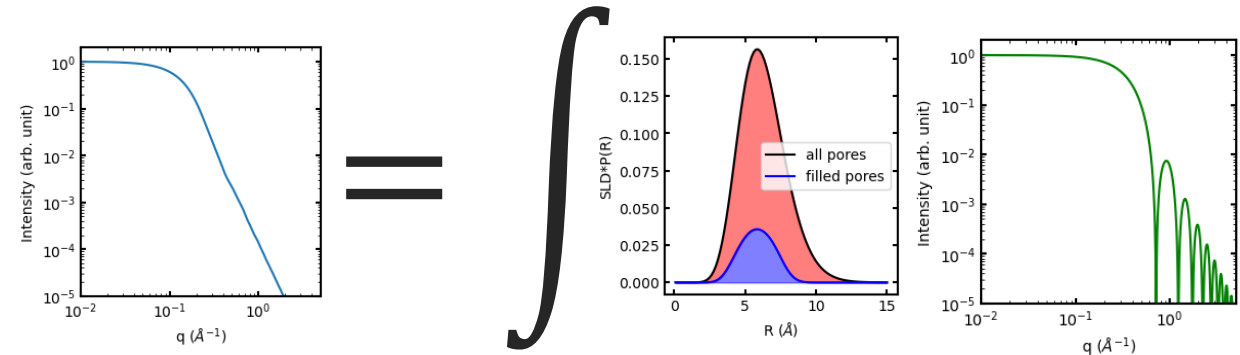 10⁰
10⁻¹
10⁻²
10⁻³
10⁻⁴
10⁻⁵
Intensity (arb. unit)
10⁻² 10⁻¹ 10⁰
q (Å⁻¹)
=
∫
0.150
0.125
0.100
0.075
0.050
0.025
0.000
SLD*P(R)
all pores
filled pores
0 5 10 15
R (Å)
10⁰
10⁻¹
10⁻²
10⁻³
10⁻⁴
10⁻⁵
Intensity (arb. unit)
10⁻² 10⁻¹ 10⁰
q (Å⁻¹)